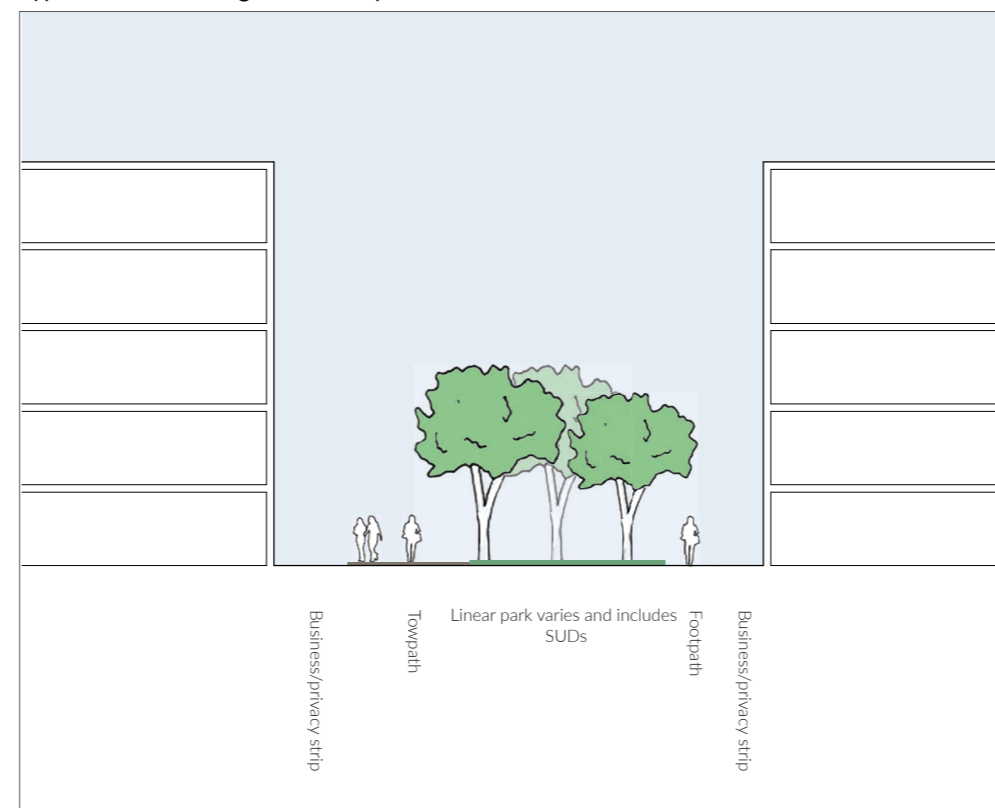 Business/privacy strip
Towpath
Linear park varies and includes
SUDs
Footpath
Business/privacy strip